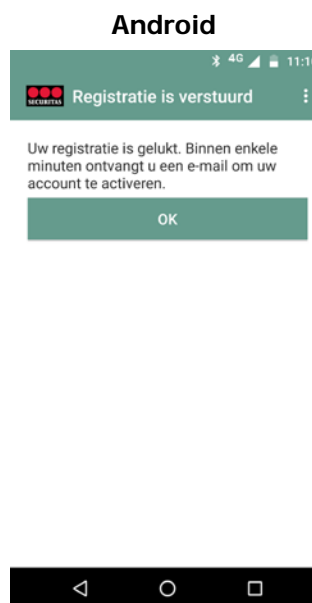 Android
4G 11:10
SECURITAS Registratie is verstuurd
Uw registratie is gelukt. Binnen enkele
minuten ontvangt u een e-mail om uw
account te activeren.
OK